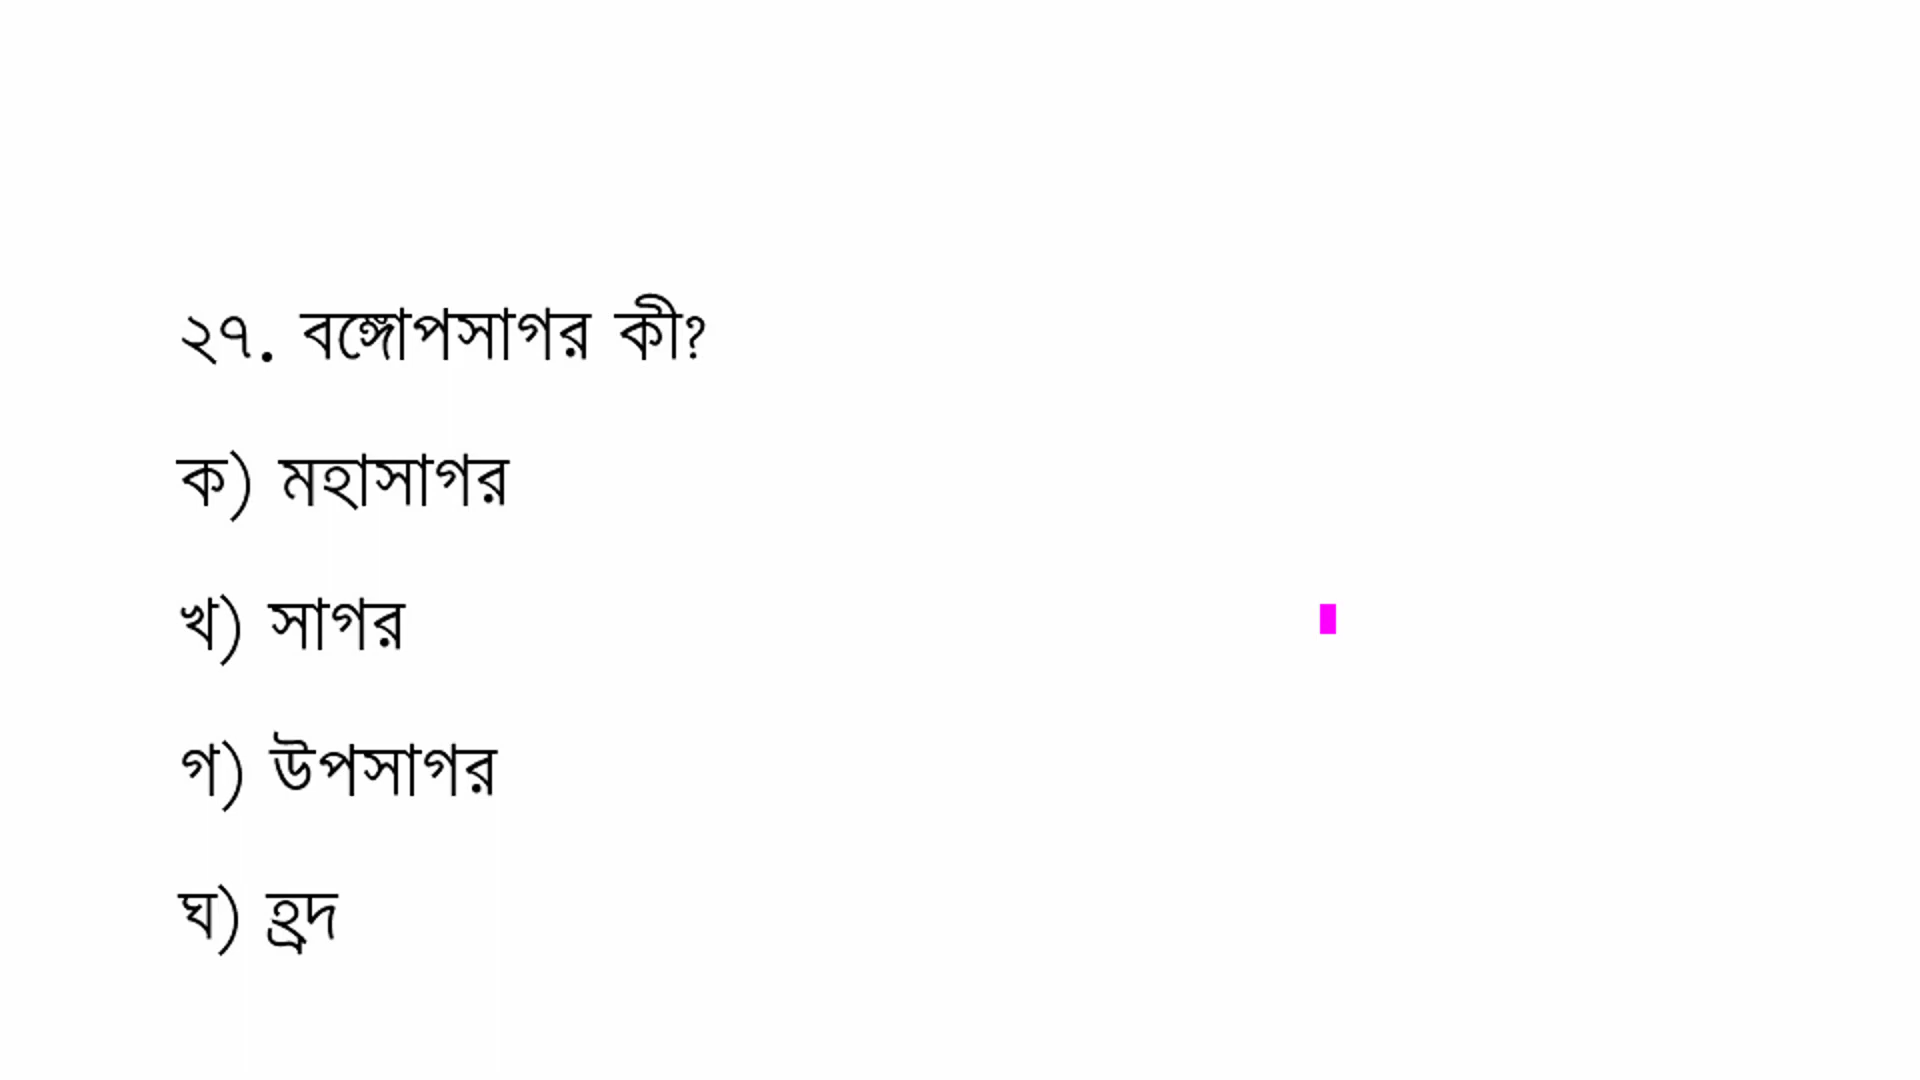 ২৭. বঙ্গোপসাগর কী?
ক) মহাসাগর
খ) সাগর
গ) উপসাগর
ঘ) হ্রদ